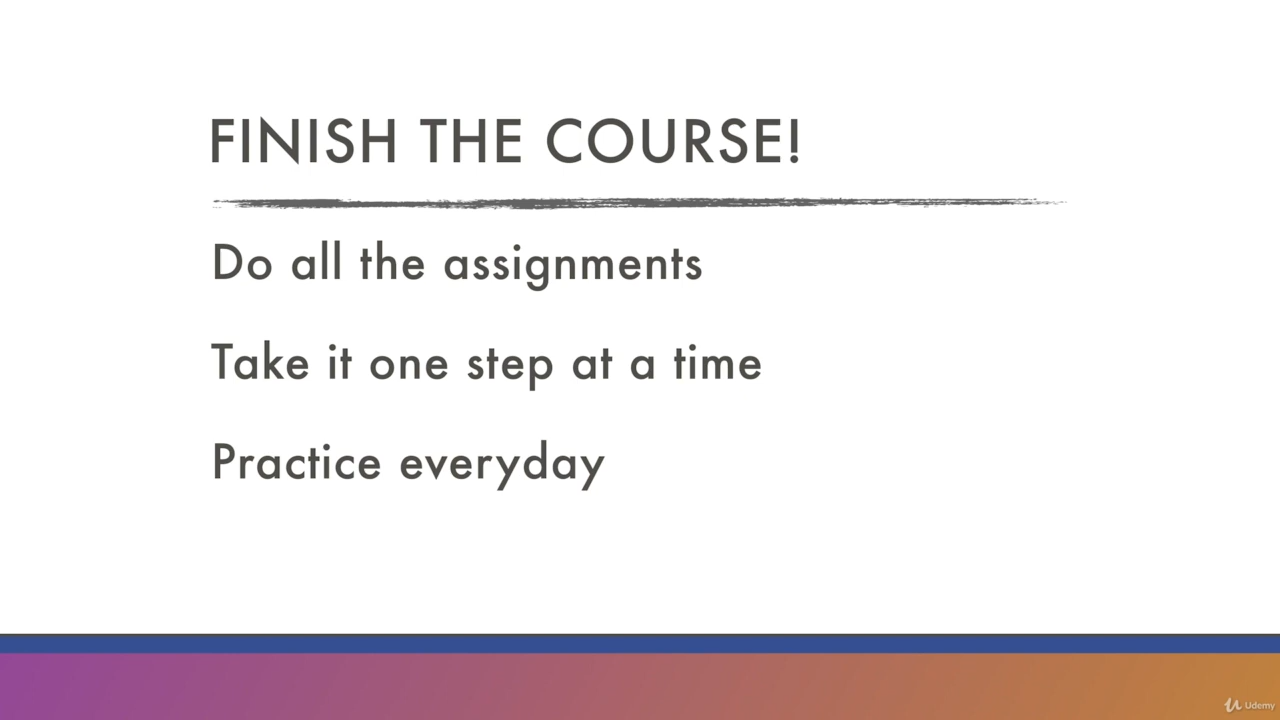 FINISH THE COURSE!
Do all the assignments
Take it one step at a time
Practice everyday
Udemy